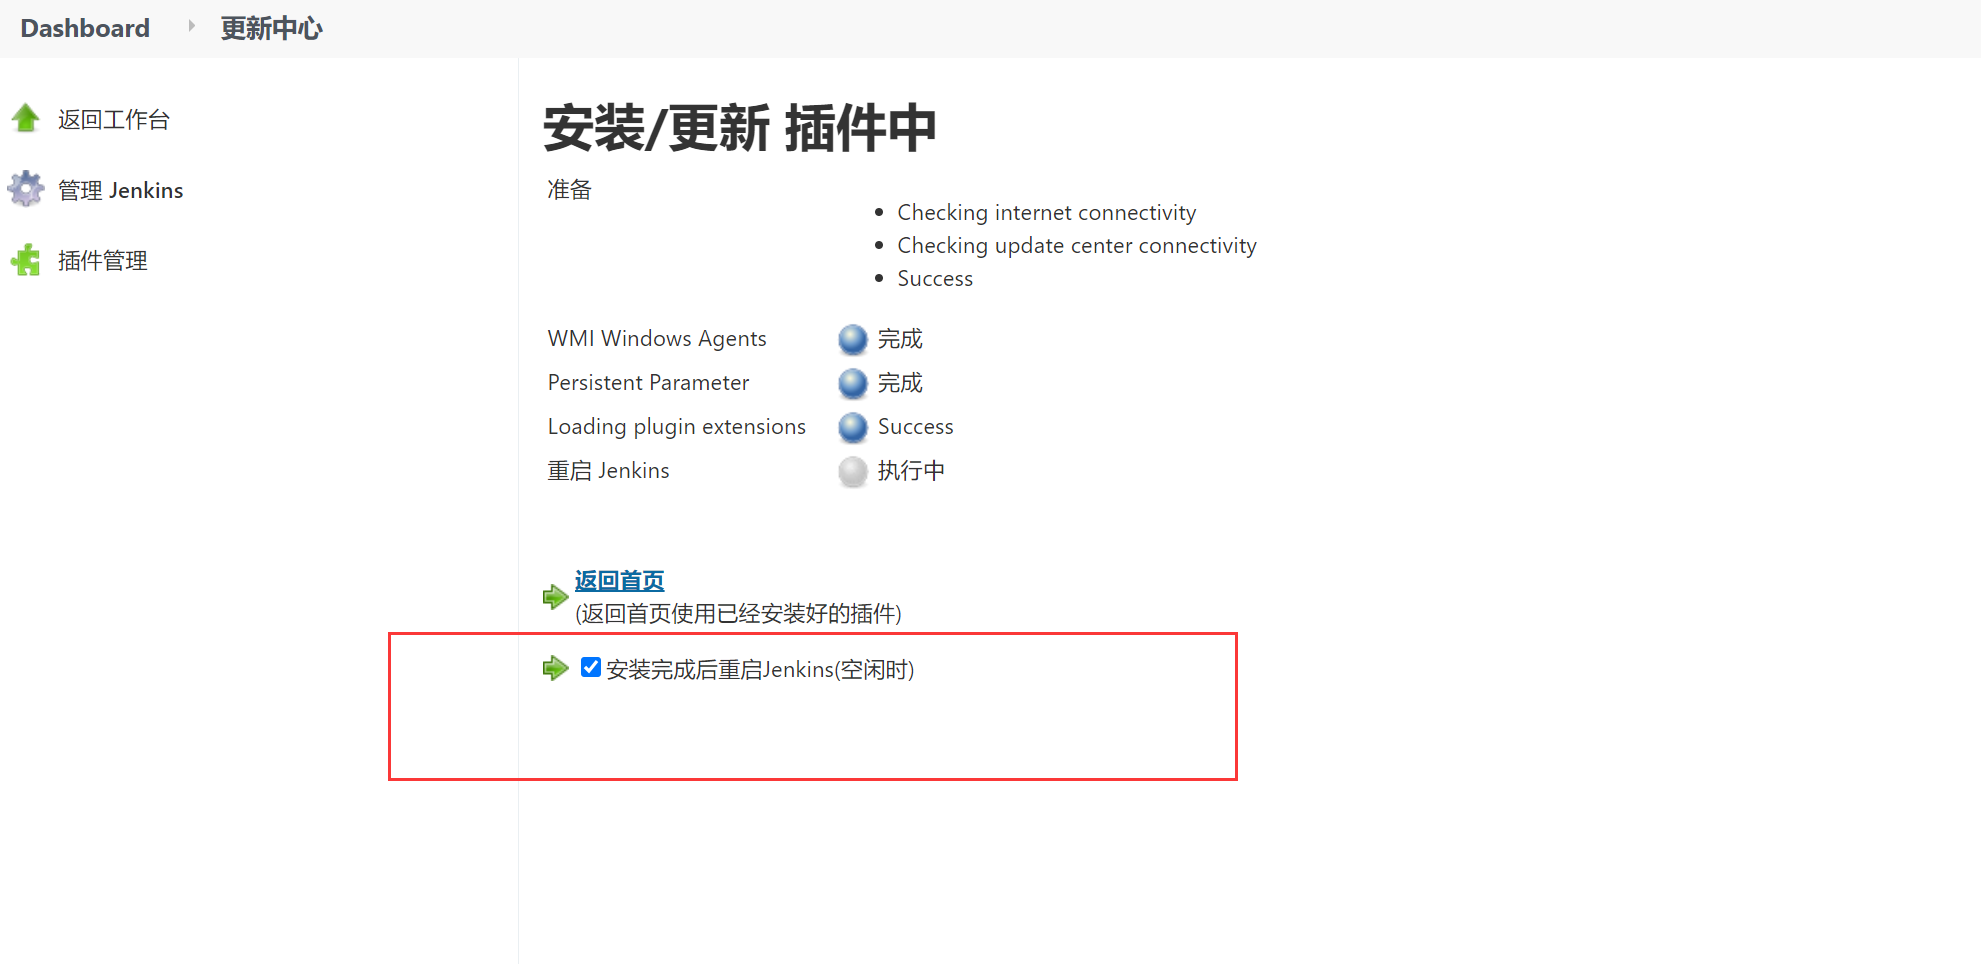 Dashboard 更新中心
返回工作台
管理 Jenkins
插件管理
安装/更新 插件中
准备
Checking internet connectivity
Checking update center connectivity
Success
WMI Windows Agents 完成
Persistent Parameter 完成
Loading plugin extensions Success
重启 Jenkins 执行中
返回首页
(返回首页使用已经安装好的插件)
安装完成后重启Jenkins(空闲时)